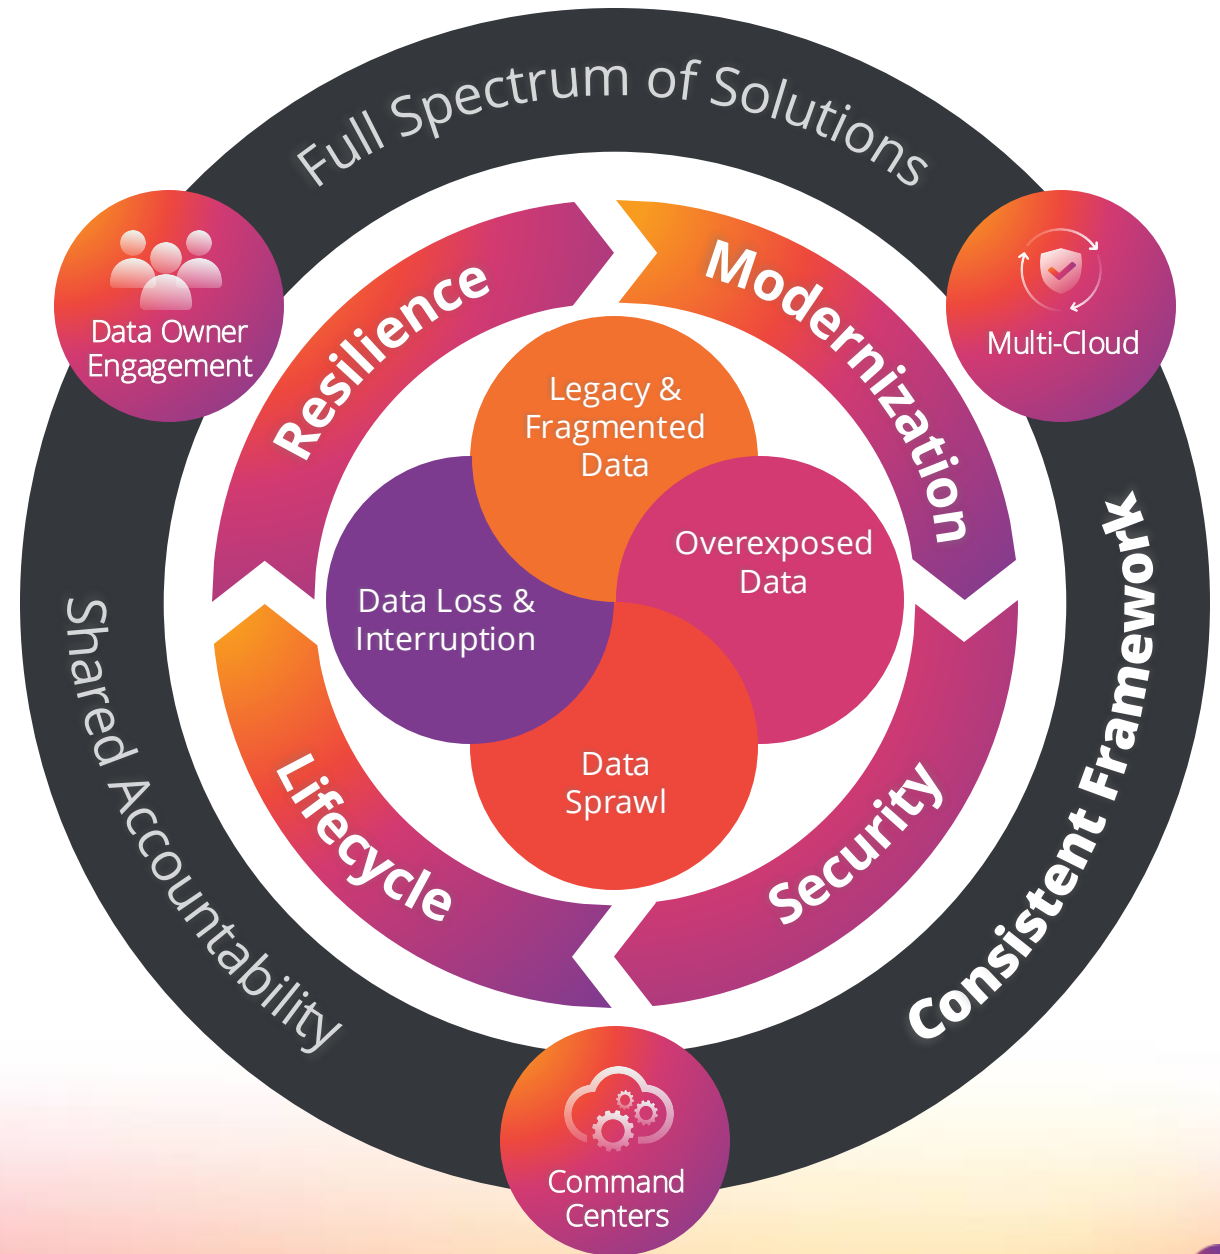 Full Spectrum of Solutions
Data Owner
Engagement
Multi-Cloud
Resilience
Modernization
Legacy &
Fragmented
Data
Overexposed
Data
Data Loss &
Interruption
Data
Sprawl
Lifecycle
Security
Shared Accountability
Consistent Framework
Command
Centers